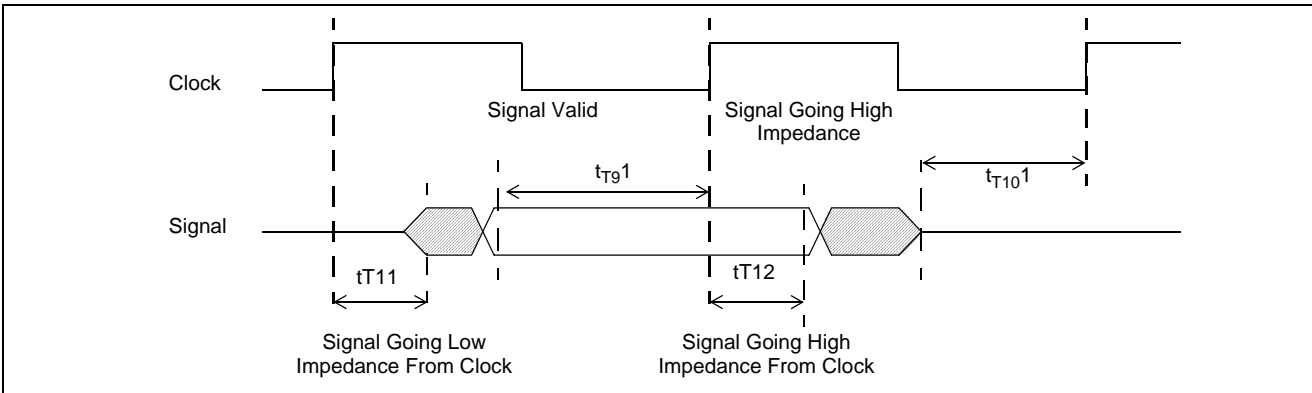 Clock
Signal Valid
Signal Going High
Impedance
tT91
tT101
Signal
tT11
tT12
Signal Going Low
Impedance From Clock
Signal Going High
Impedance From Clock